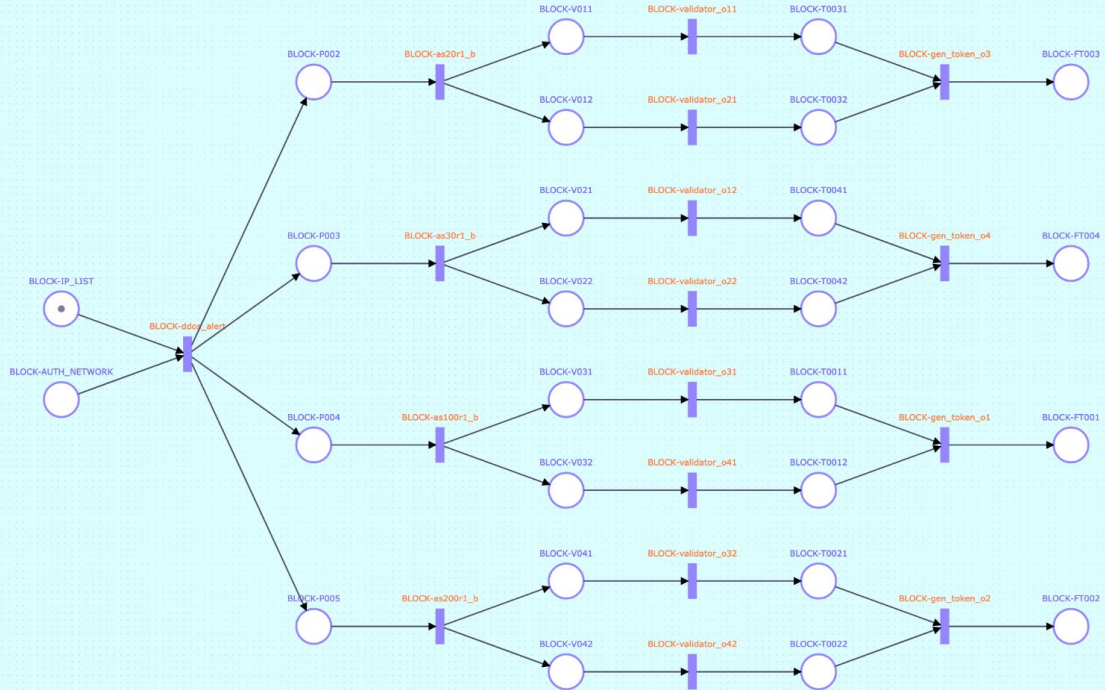 BLOCK-V011 BLOCK-validator_o11 BLOCK-T0031
BLOCK-P002 BLOCK-as20r1_b BLOCK-gen_token_o3 BLOCK-FT003
BLOCK-V012 BLOCK-validator_o21 BLOCK-T0032
BLOCK-V021 BLOCK-validator_o12 BLOCK-T0041
BLOCK-P003 BLOCK-as30r1_b BLOCK-gen_token_o4 BLOCK-FT004
BLOCK-IP_LIST BLOCK-V022 BLOCK-validator_o22 BLOCK-T0042
BLOCK-ddos_alert
BLOCK-AUTH_NETWORK BLOCK-V031 BLOCK-validator_o31 BLOCK-T0011
BLOCK-P004 BLOCK-as100r1_b BLOCK-gen_token_o1 BLOCK-FT001
BLOCK-V032 BLOCK-validator_o41 BLOCK-T0012
BLOCK-V041 BLOCK-validator_o32 BLOCK-T0021
BLOCK-P005 BLOCK-as200r1_b BLOCK-gen_token_o2 BLOCK-FT002
BLOCK-V042 BLOCK-validator_o42 BLOCK-T0022